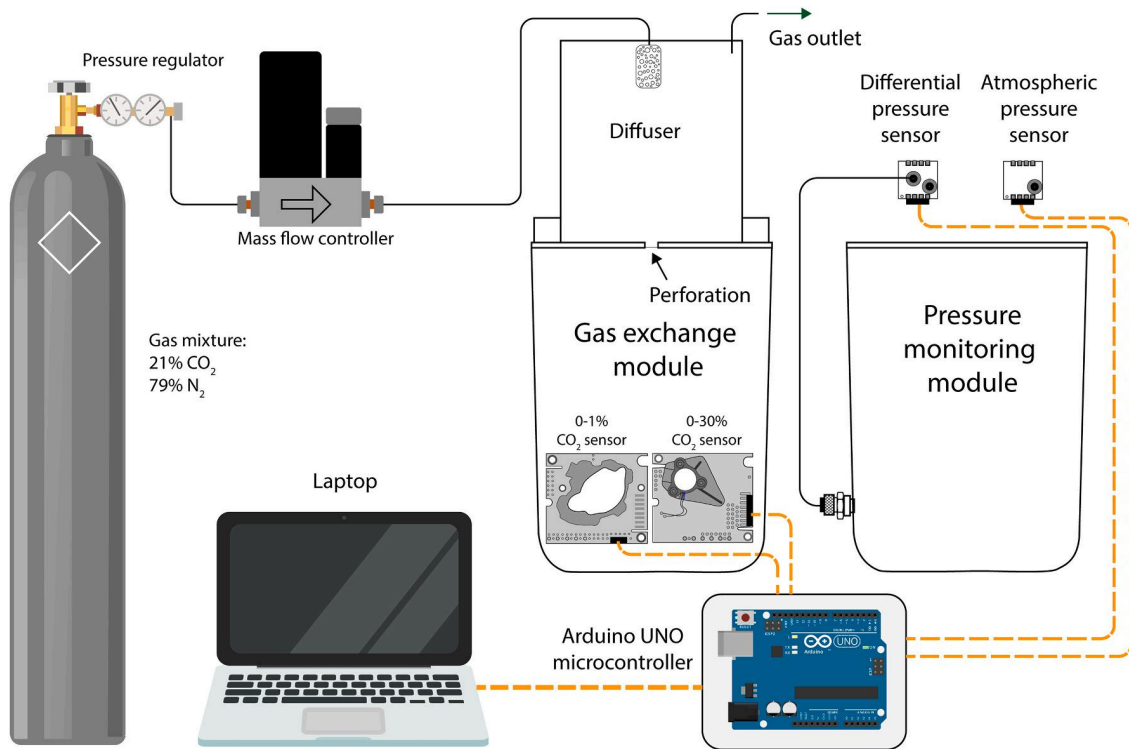 Pressure regulator
Gas outlet
Differential
pressure
sensor
Atmospheric
pressure
sensor
Diffuser
Mass flow controller
Perforation
Gas exchange
module
Pressure
monitoring
module
Gas mixture:
21% CO₂
79% N₂
0-1%
CO₂ sensor
0-30%
CO₂ sensor
Laptop
Arduino UNO
microcontroller
UNO
Arduino